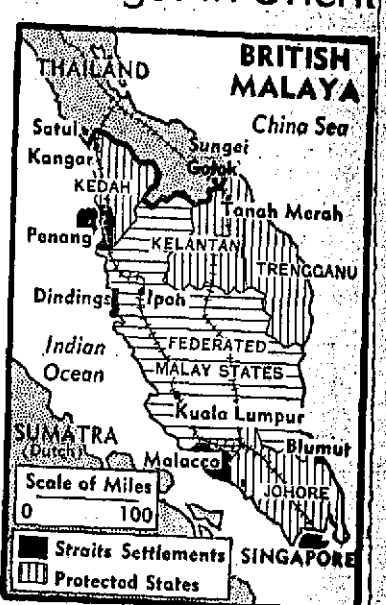 BRITISH
MALAYA
THAILAND
China Sea
Satul
Kangar
Sungei
Golok
KEDAH
Tanah Merah
Penang
KELANTAN
TRENGGANU
Dindings
Ipoh
Indian
Ocean
FEDERATED
MALAY STATES
Kuala Lumpur
SUMATRA
(Dutch)
Blumut
Malacca
JOHORE
Scale of Miles
0 100
Straits Settlements
SINGAPORE
Protected States